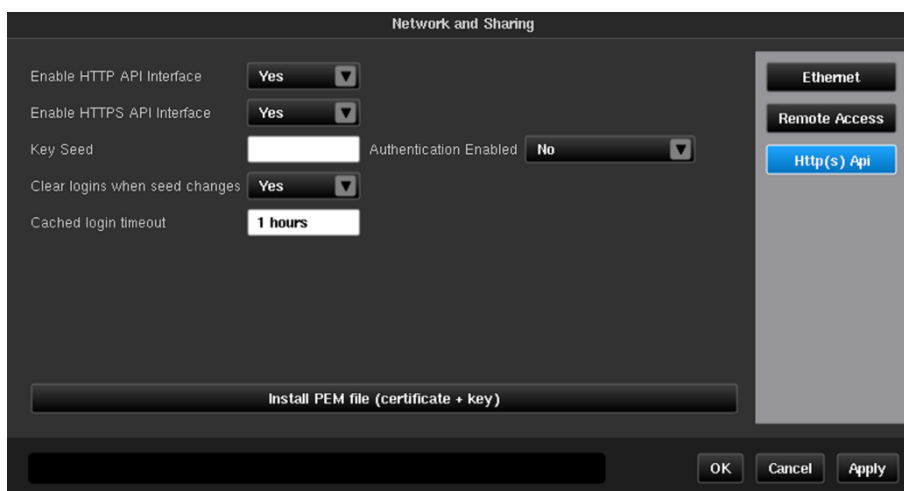 Network and Sharing
Enable HTTP API Interface Yes
Enable HTTPS API Interface Yes
Key Seed Authentication Enabled No
Clear logins when seed changes Yes
Cached login timeout 1 hours
Install PEM file (certificate + key)
Ethernet
Remote Access
Http(s) Api
OK Cancel Apply